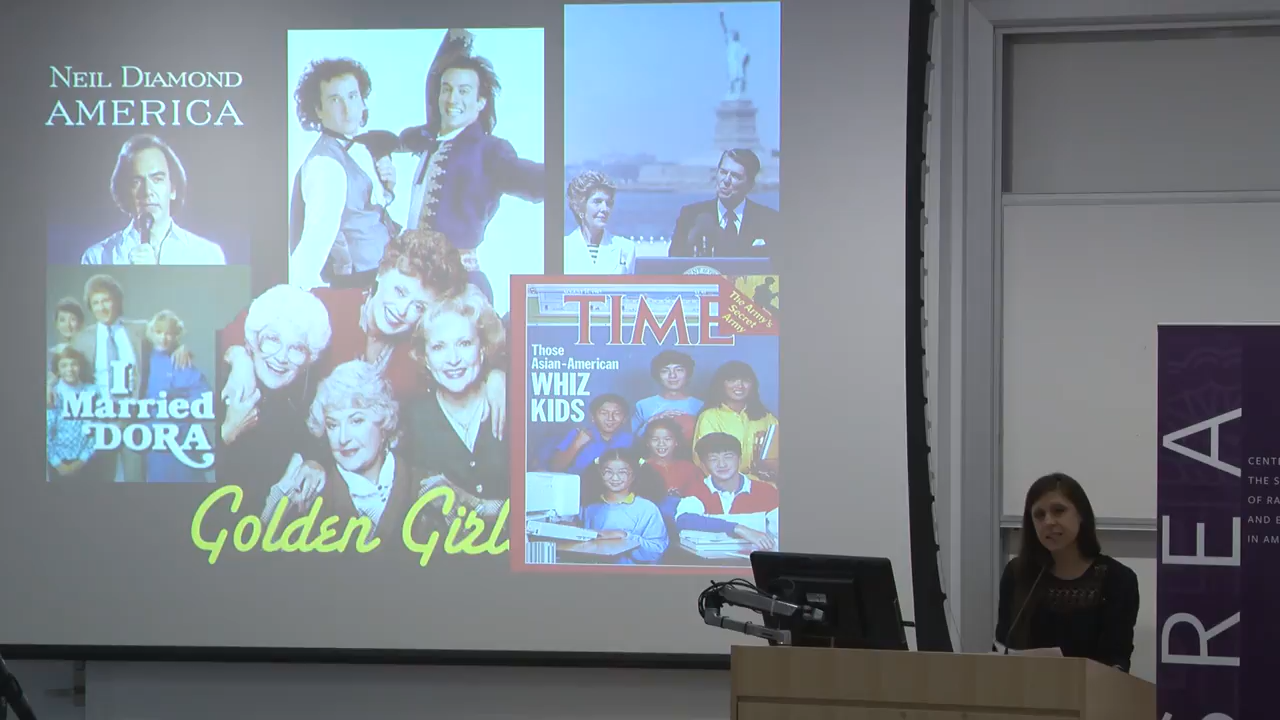 NEIL DIAMOND
AMERICA
I
Married
DORA
Golden Girl
TIME
The Army's
Secret
Army
Those
Asian-American
WHIZ
KIDS
SREA
CENT
THE S
OF RA
AND E
IN AM